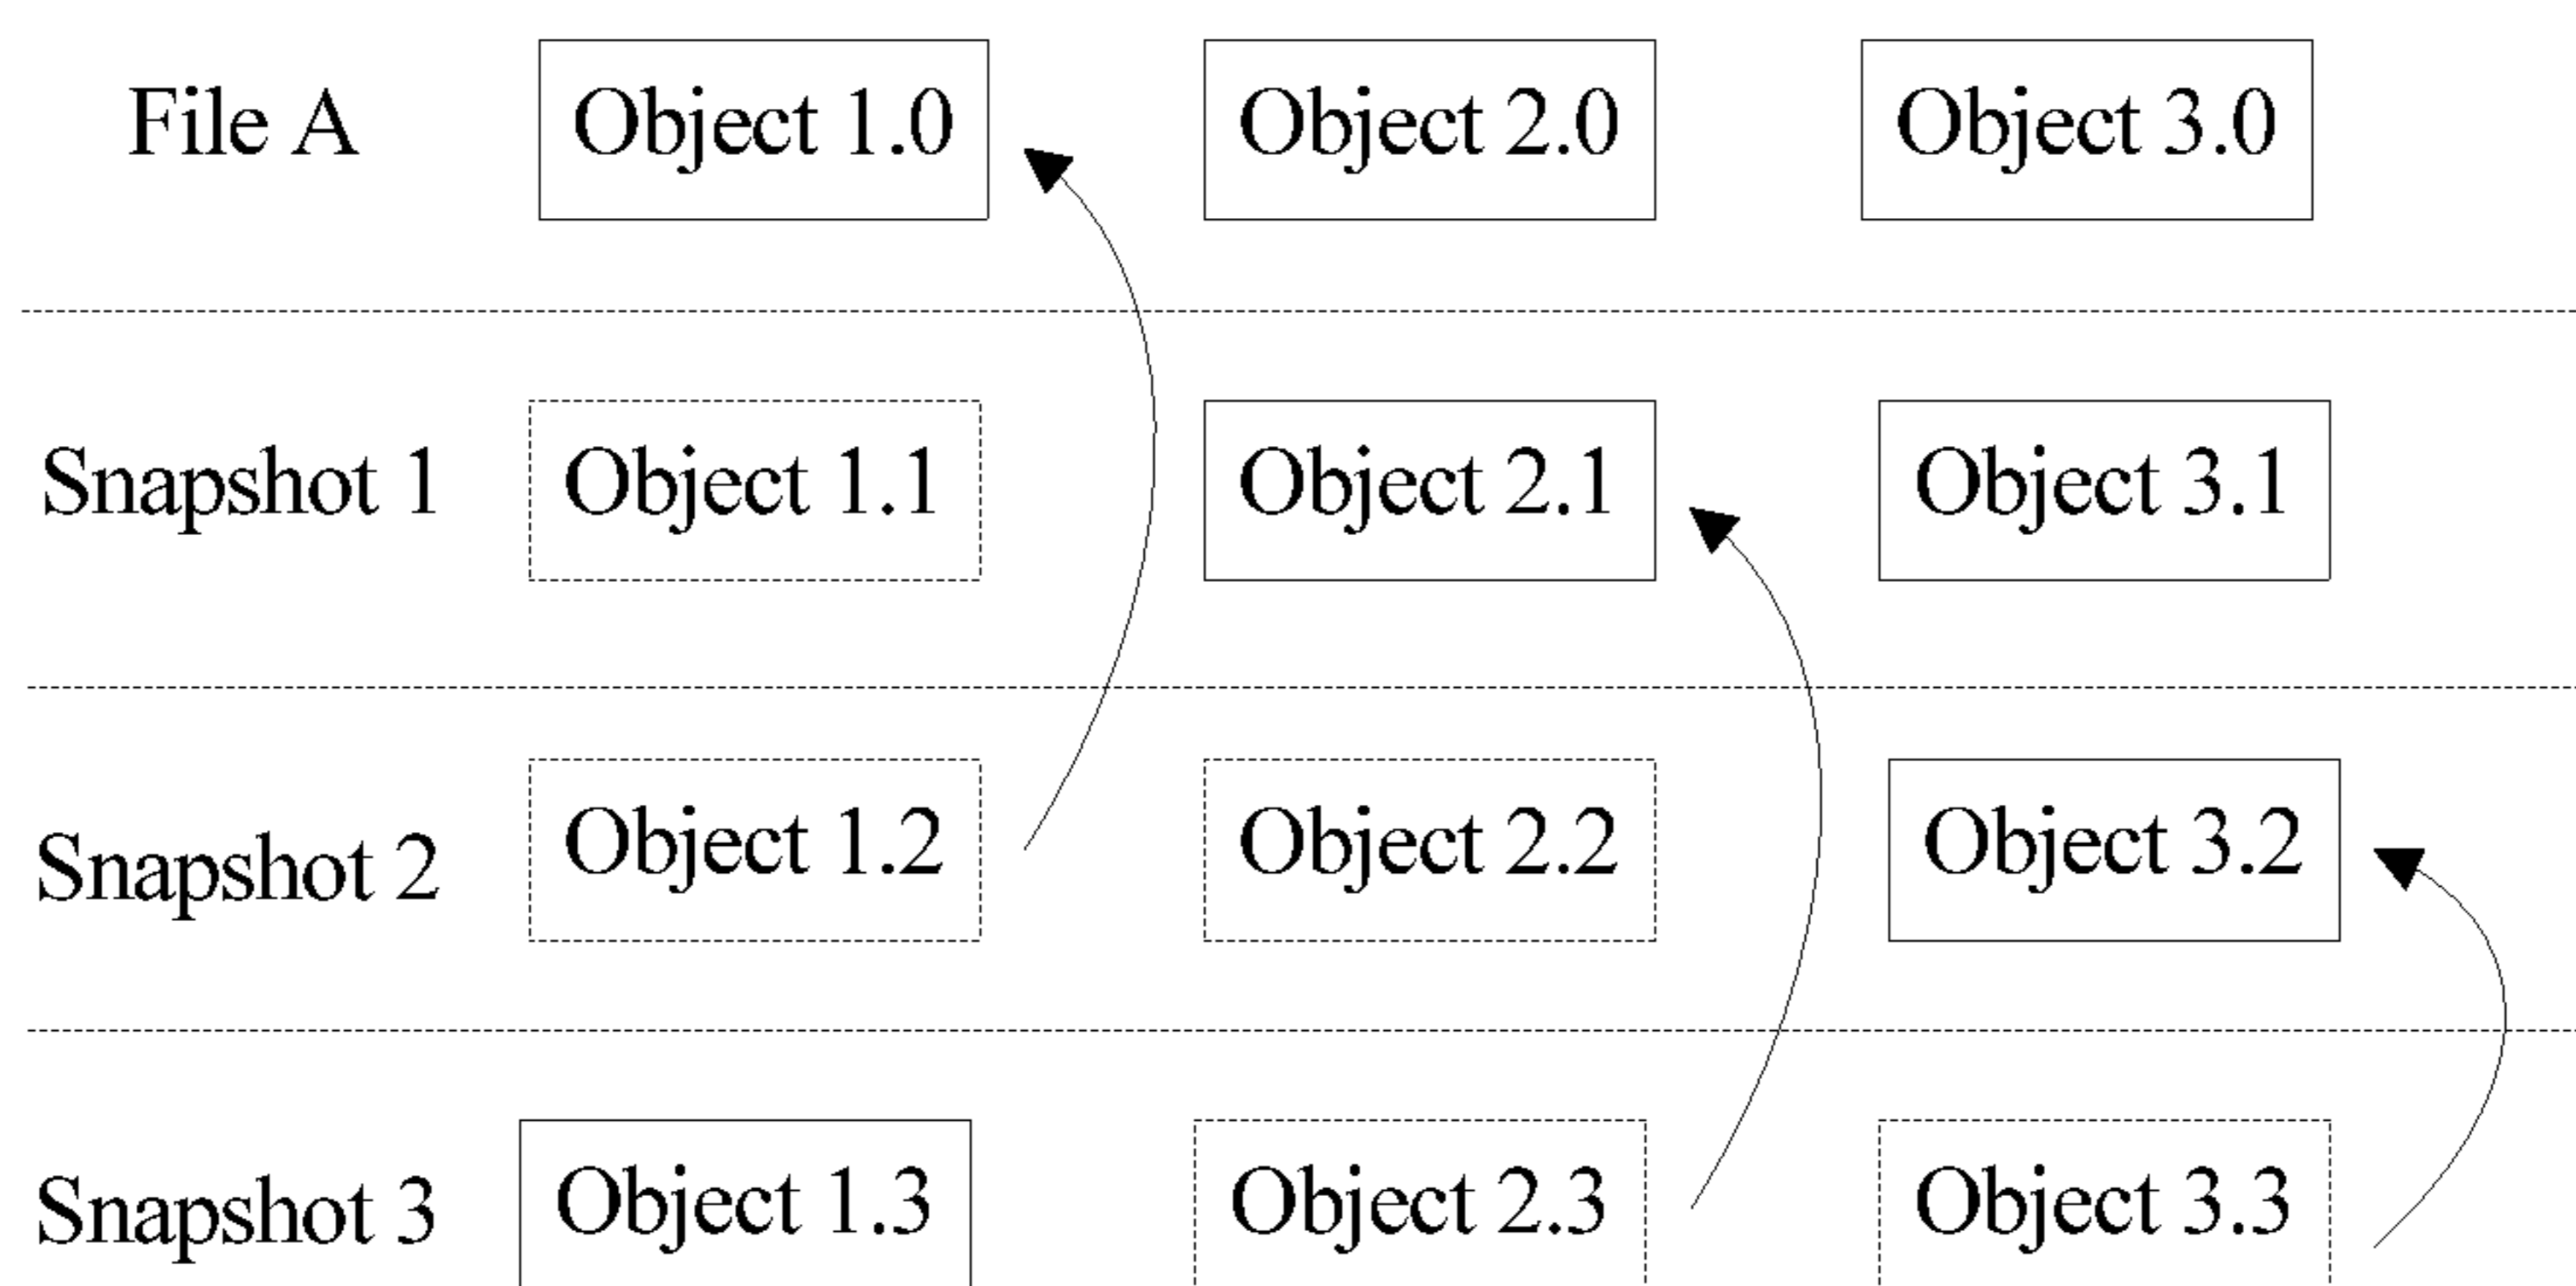 File A Object 1.0 Object 2.0 Object 3.0
Snapshot 1 Object 1.1 Object 2.1 Object 3.1
Snapshot 2 Object 1.2 Object 2.2 Object 3.2
Snapshot 3 Object 1.3 Object 2.3 Object 3.3